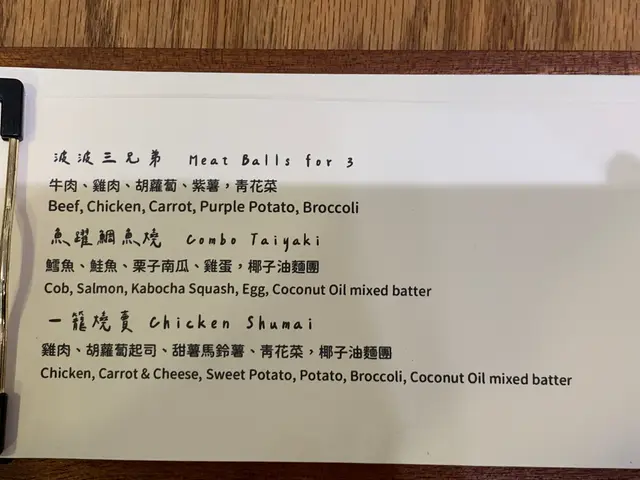 波波三兄弟 Meat Balls for 3
牛肉、雞肉、胡蘿蔔、紫薯,青花菜
Beef, Chicken, Carrot, Purple Potato, Broccoli
魚躍鯛魚燒 Combo Taiyaki
鱈魚、鮭魚、栗子南瓜、雞蛋,椰子油麵團
Cob, Salmon, Kabocha Squash, Egg, Coconut Oil mixed batter
一籠燒賣 Chicken Shumai
雞肉、胡蘿蔔起司、甜薯馬鈴薯、青花菜,椰子油麵團
Chicken, Carrot & Cheese, Sweet Potato, Potato, Broccoli, Coconut Oil mixed batter